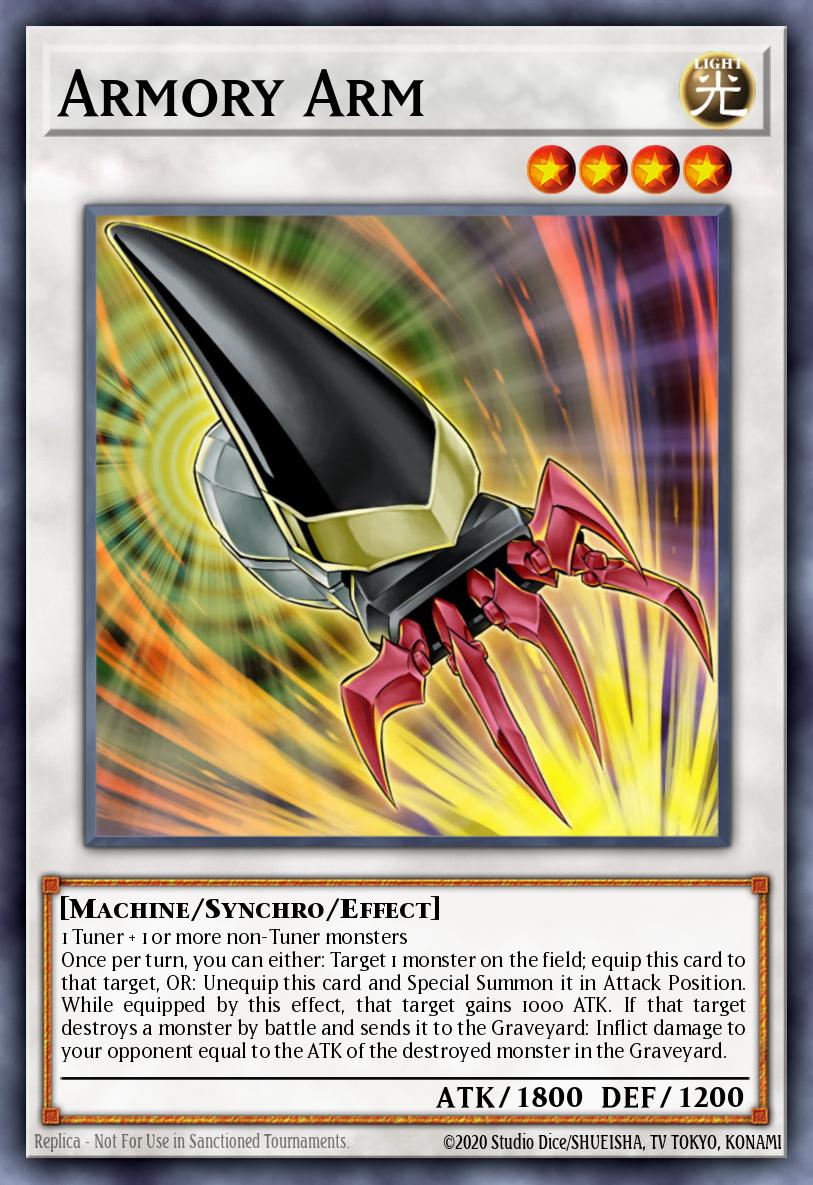 Armory Arm
LIGHT
光
[Machine/Synchro/Effect]
1 Tuner + 1 or more non-Tuner monsters
Once per turn, you can either: Target 1 monster on the field; equip this card to
that target, OR: Unequip this card and Special Summon it in Attack Position.
While equipped by this effect, that target gains 1000 ATK. If that target
destroys a monster by battle and sends it to the Graveyard: Inflict damage to
your opponent equal to the ATK of the destroyed monster in the Graveyard.
ATK/1800 DEF/1200
Replica - Not For Use in Sanctioned Tournaments.
©2020 Studio Dice/SHUEISHA, TV TOKYO, KONAMI